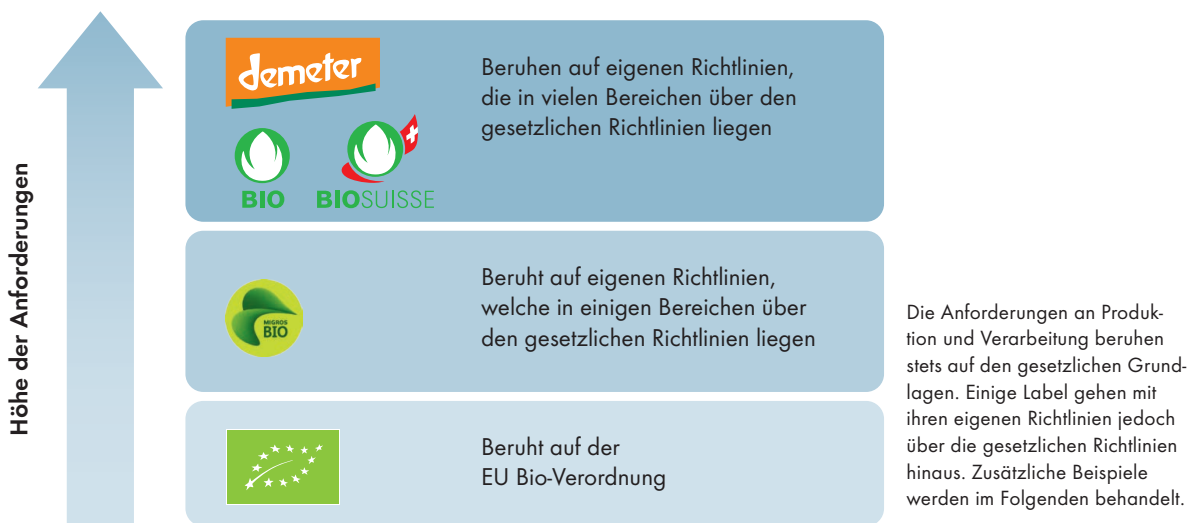 Höhe der Anforderungen
demeter
BIO
BIOSUISSE
Beruhen auf eigenen Richtlinien,
die in vielen Bereichen über den
gesetzlichen Richtlinien liegen
MIGROS
BIO
Beruht auf eigenen Richtlinien,
welche in einigen Bereichen über
den gesetzlichen Richtlinien liegen
Beruht auf der
EU Bio-Verordnung
Die Anforderungen an Produk-
tion und Verarbeitung beruhen
stets auf den gesetzlichen Grund-
lagen. Einige Label gehen mit
ihren eigenen Richtlinien jedoch
über die gesetzlichen Richtlinien
hinaus. Zusätzliche Beispiele
werden im Folgenden behandelt.